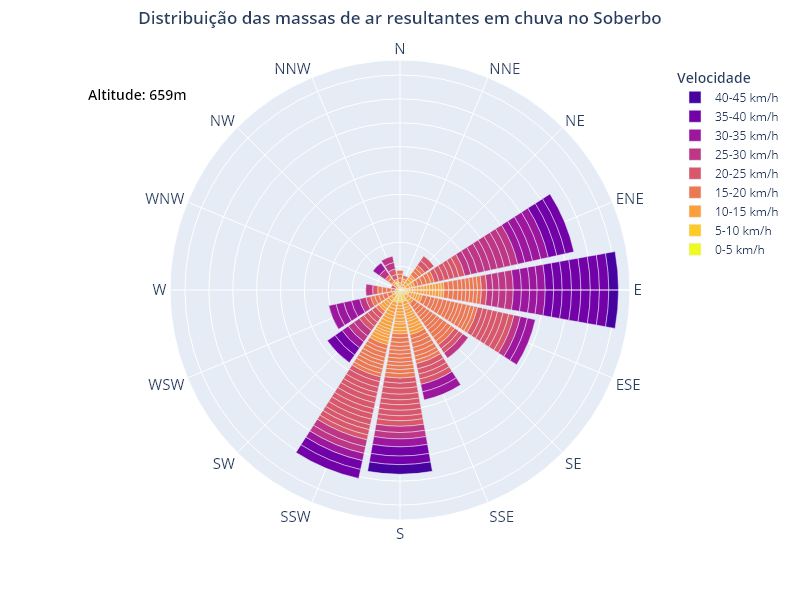 Distribuição das massas de ar resultantes em chuva no Soberbo
Altitude: 659m
N
NNE
NE
ENE
E
ESE
SE
SSE
S
SSW
SW
WSW
W
WNW
NW
NNW
Velocidade
40-45 km/h
35-40 km/h
30-35 km/h
25-30 km/h
20-25 km/h
15-20 km/h
10-15 km/h
5-10 km/h
0-5 km/h